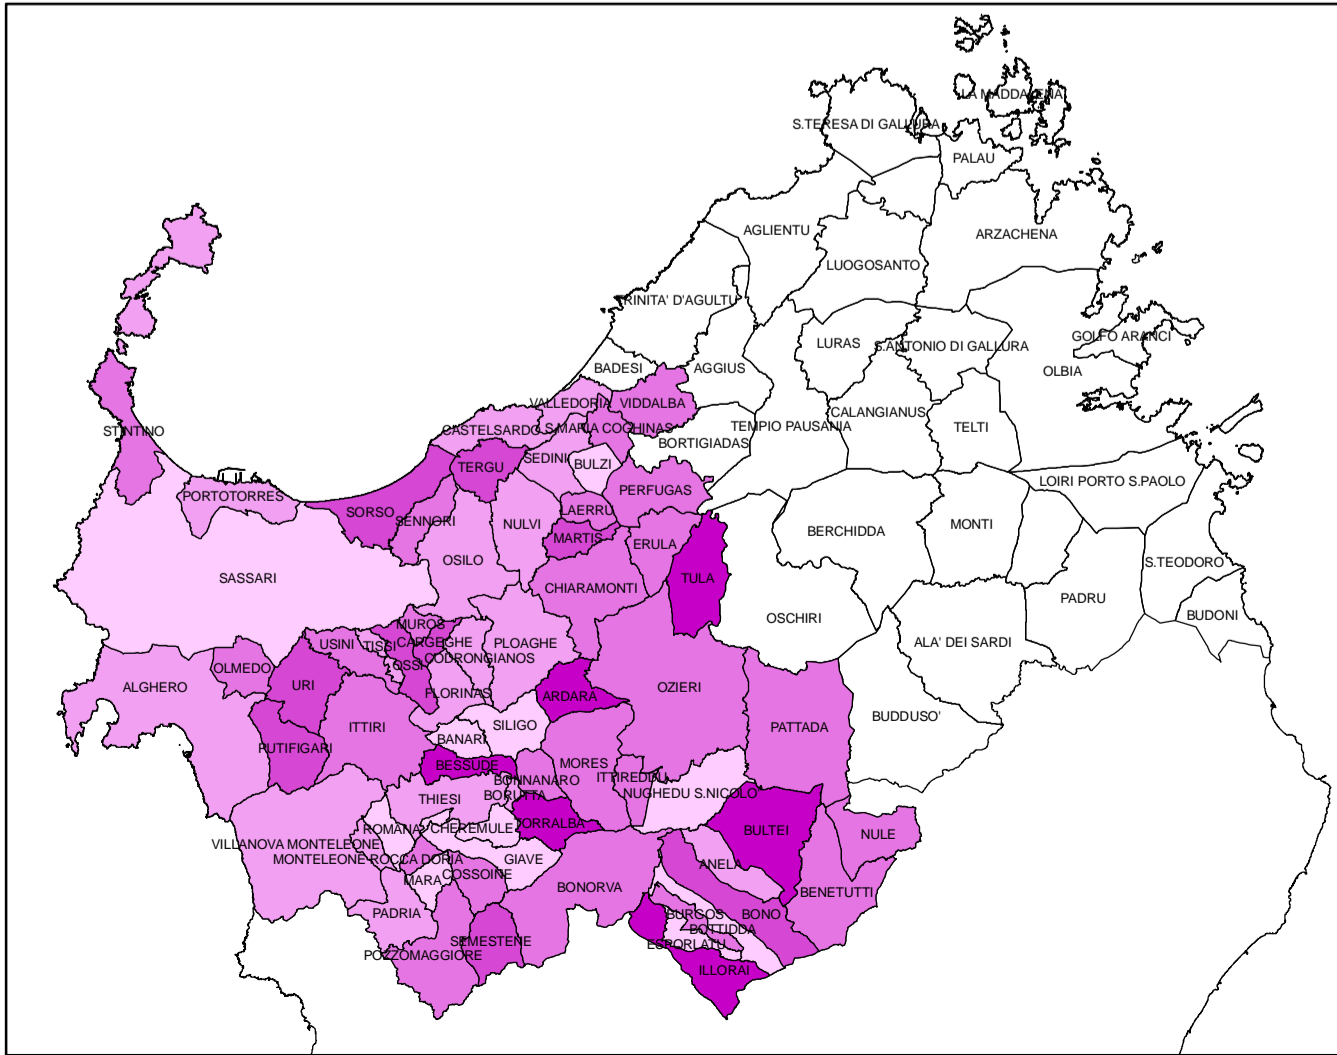 LA MADDALENA
S.TERESA DI GALLURA
PALAU
AGLIENTU
ARZACHENA
LUOGOSANTO
TRINITA' D'AGULTU
GOLFO ARANCI
LURAS
S.ANTONIO DI GALLURA
BADESI
AGGIUS
OLBIA
VALLEDORIA
VIDDALBA
CALANGIANUS
TEMPIO PAUSANIA
TELTI
STINTINO
CASTELSARDO
S.MARIA COGHINAS
BORTIGIADAS
SEDINI
BULZI
TERGU
LOIRI PORTO S.PAOLO
PERFUGAS
PORTOTORRES
LAERRU
SORSO
SENNORI
NULVI
BERCHIDDA
MONTI
MARTIS
ERULA
OSILO
S.TEODORO
SASSARI
TULA
CHIARAMONTI
PADRU
OSCHIRI
BUDONI
MUROS
USINI
TISSI
CARGEGHE
PLOAGHE
ALA' DEI SARDI
CODRONGIANOS
OLMEDO
OSSI
ALGHERO
URI
FLORINAS
ARDARA
OZIERI
BUDDUSO'
ITTIRI
SILIGO
PATTADA
BANARI
PUTIFIGARI
BESSUDE
MORES
BONNANARO
ITTIREDDU
NUGHEDU S.NICOLO'
THIESI
BORUTTA
ROMANA
CHEREMULE
TORRALBA
BULTEI
NULE
VILLANOVA MONTELEONE
MONTELEONE ROCCA DORIA
GIAVE
ANELA
COSSOINE
MARA
BONORVA
BENETUTTI
PADRIA
BURGOS
BONO
BOTTIDDA
SEMESTENE
ESPORLATU
POZZOMAGGIORE
ILLORAI